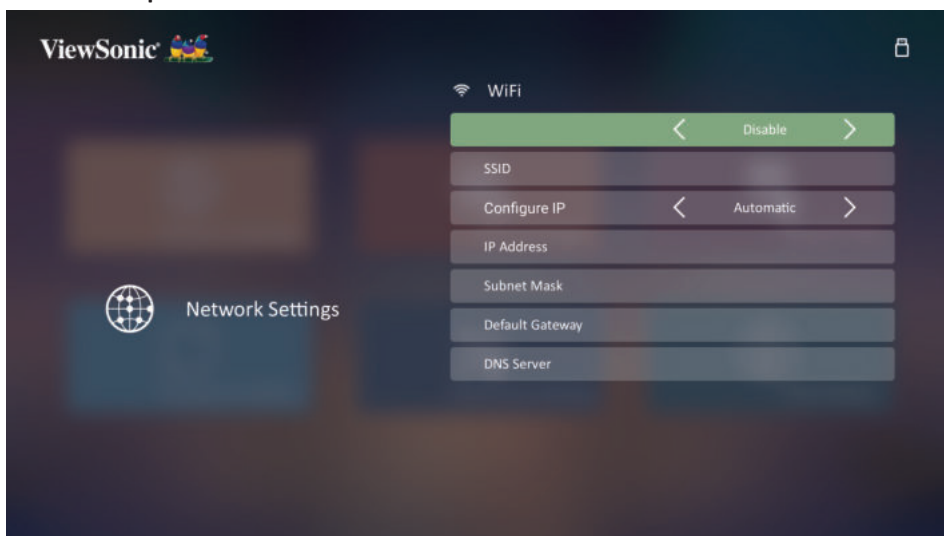 ViewSonic
WiFi
Disable
SSID
Configure IP Automatic
IP Address
Subnet Mask
Network Settings
Default Gateway
DNS Server